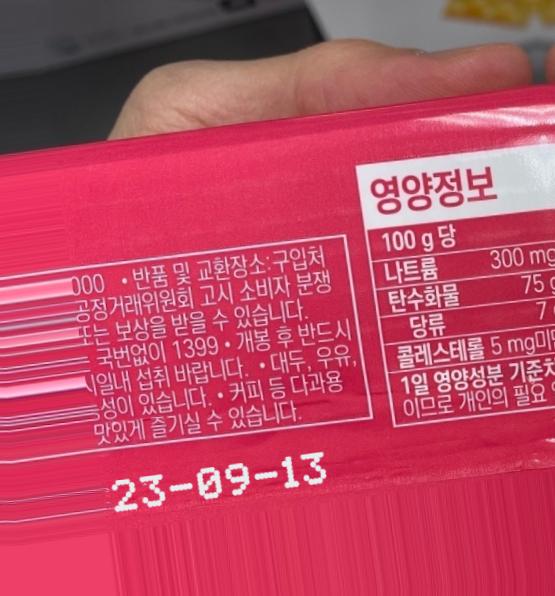 000 •반품 및 교환장소:구입처
공정거래위원회 고시 소비자 분쟁
또는 보상을 받을 수 있습니다.
국번없이 1399 •개봉 후 반드시
시일내 섭취 바랍니다. •대두, 우유,
성이 있습니다. •커피 등 다과용
맛있게 즐기실 수 있습니다.
영양정보
100 g 당
나트륨 300 mg
탄수화물 75 g
당류 7
콜레스테롤 5 mg미만
1일 영양성분 기준치
이므로 개인의 필요
23-09-13